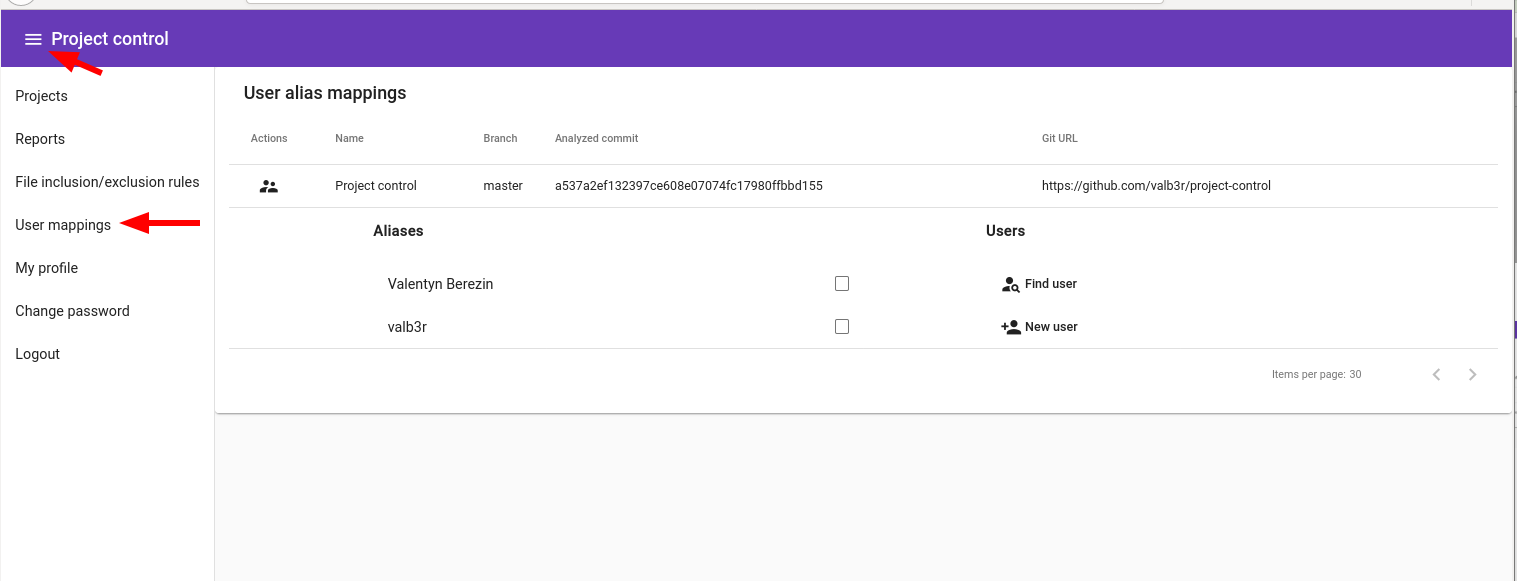 Project control
Projects
Reports
File inclusion/exclusion rules
User mappings
My profile
Change password
Logout
User alias mappings
Actions Name Branch Analyzed commit Git URL
Project control master a537a2ef132397ce608e07074fc17980ffbbd155 https://github.com/valb3r/project-control
Aliases Users
Valentyn Berezin Find user
valb3r New user
Items per page: 30